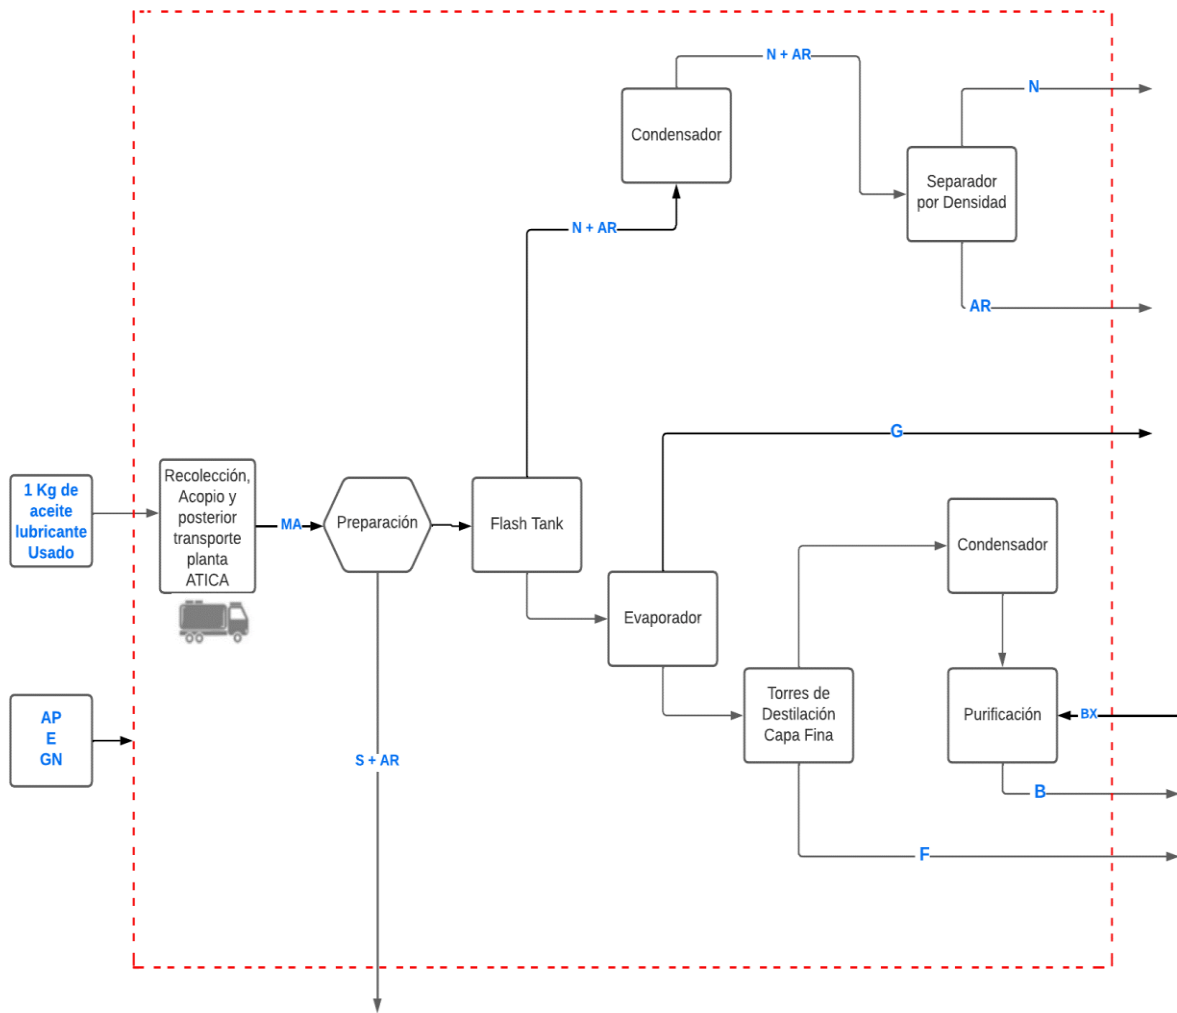 N + AR
N
Condensador
Separador
por Densidad
N + AR
AR
G
1 Kg de
aceite
lubricante
Usado
Recolección,
Acopio y
posterior
transporte
planta
ATICA
MA
Preparación
Flash Tank
Condensador
Evaporador
AP
E
GN
Torres de
Destilación
Capa Fina
Purificación
BX
S + AR
B
F